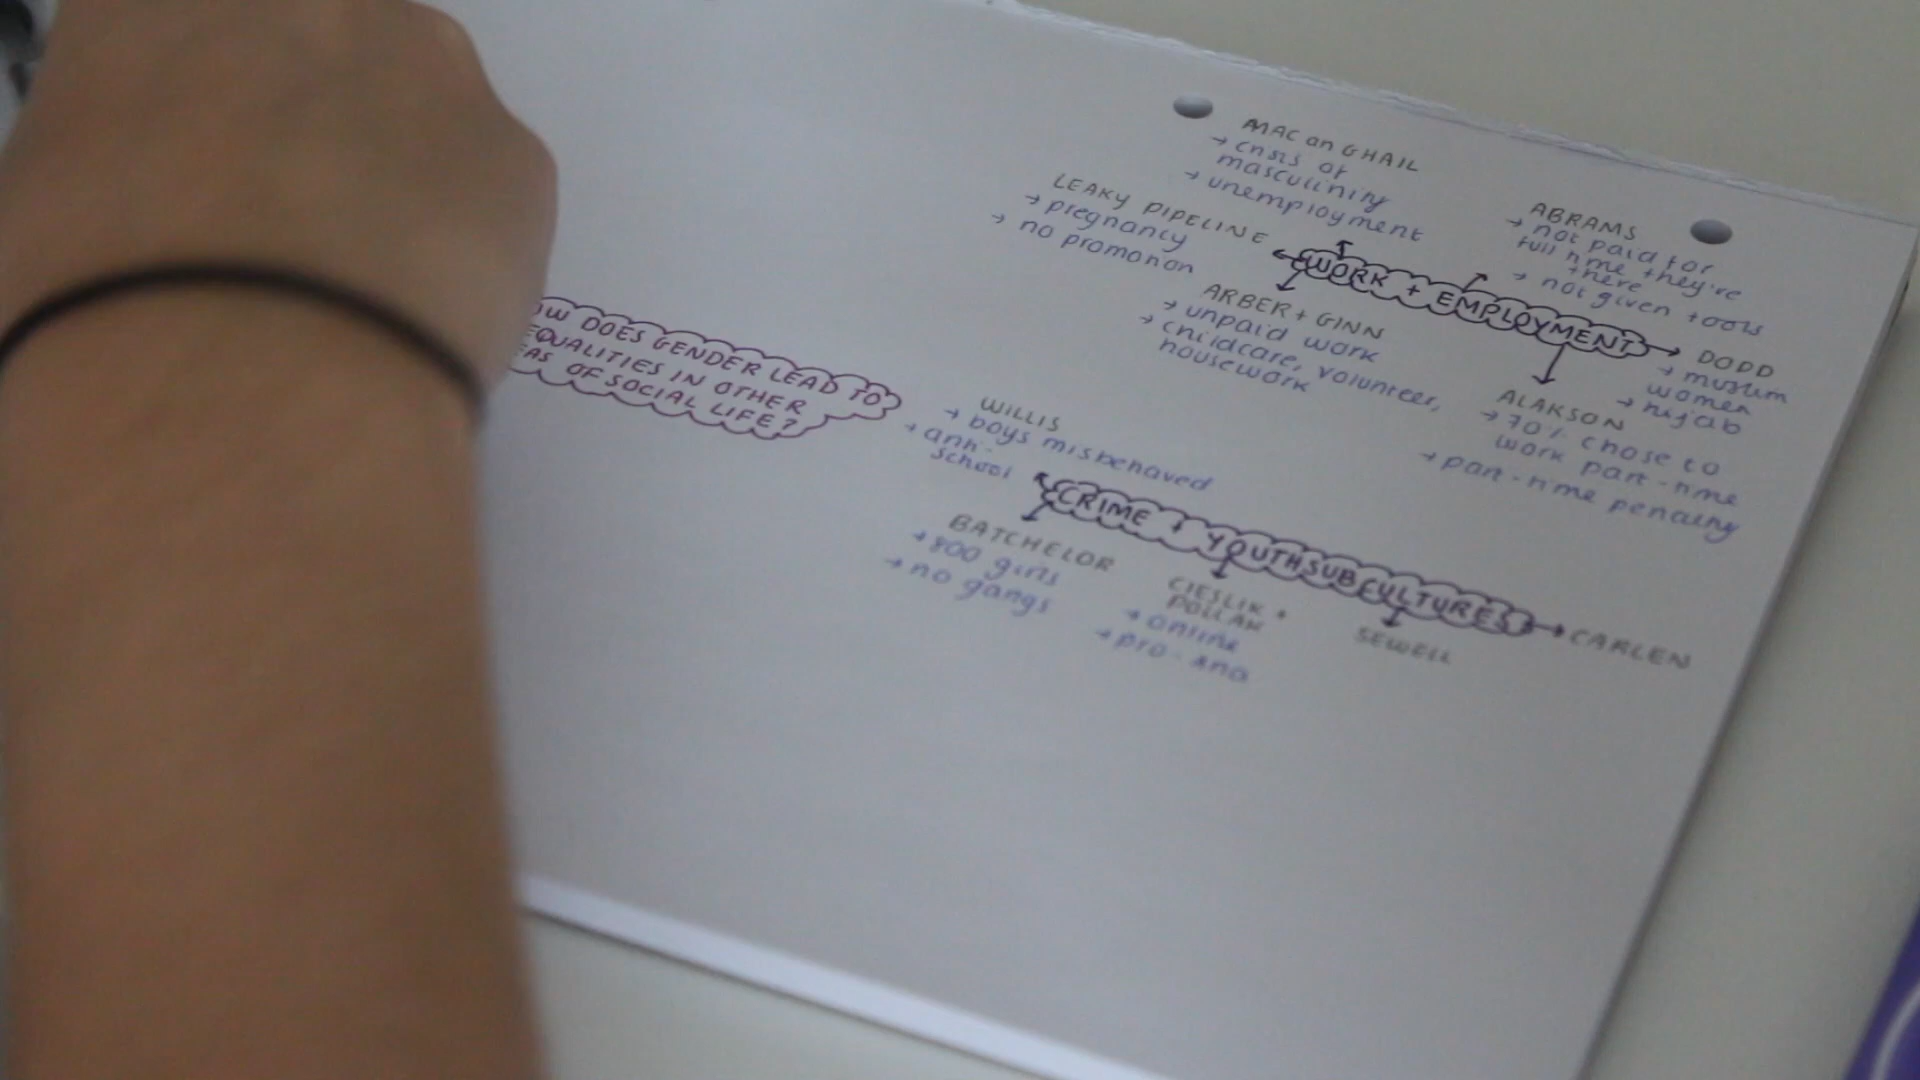 MAC an GHAIL
→ crisis of
masculinity
→ unemployment
LEAKY PIPELINE
→ pregnancy
→ no promotion
ABRAMS
→ not paid for
full time they're
there
→ not given tools
WORK + EMPLOYMENT
ARBER + GINN
→ unpaid work
→ childcare, volunteer,
housework
DODD
→ muslim
women
→ hijab
ALAKSON
→ 70% chose to
work part-time
→ part-time penalty
OW DOES GENDER LEAD TO
EQUALITIES IN OTHER
EAS OF SOCIAL LIFE?
WILLIS
→ boys misbehaved
→ anti-
school
CRIME + YOUTH SUBCULTURES
BATCHELOR
→ 800 girls
→ no gangs
CIESLIK +
POLLAK
→ online
→ pro-ana
SEWELL
CARLEN